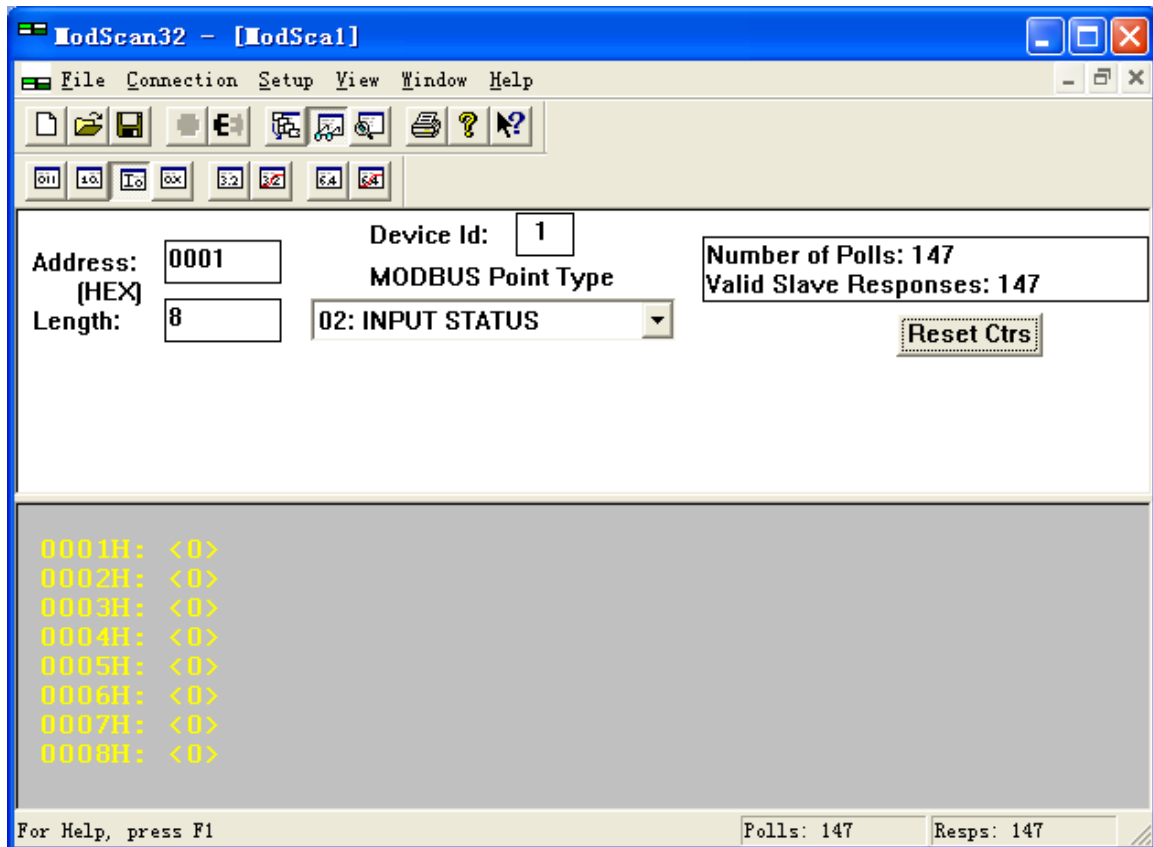 ModScan32 - [ModSca1]
File Connection Setup View Window Help
Address: 0001
(HEX)
Length: 8
Device Id: 1
MODBUS Point Type
02: INPUT STATUS
Number of Polls: 147
Valid Slave Responses: 147
Reset Ctrs
0001H: <0>
0002H: <0>
0003H: <0>
0004H: <0>
0005H: <0>
0006H: <0>
0007H: <0>
0008H: <0>
For Help, press F1
Polls: 147
Resps: 147